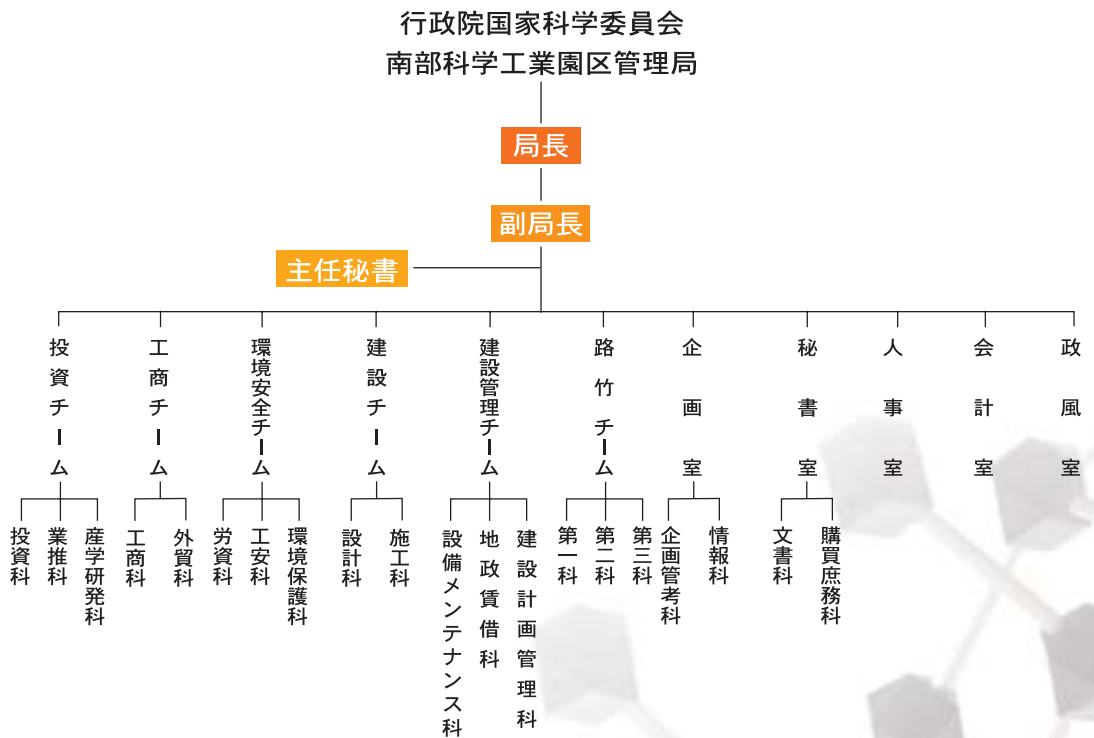 行政院国家科学委員会
南部科学工業園区管理局
局長
副局長
主任秘書
投資チーム
工商チーム
環境安全チーム
建設チーム
建設管理チーム
路竹チーム
企画室
秘書室
人事室
会計室
政風室
投資科
業推科
産学研発科
工商科
外貿科
労資科
工安科
環境保護科
設計科
施工科
設備メンテナンス科
地政賃借科
建設計画管理科
第一科
第二科
第三科
企画管考科
情報科
文書科
購買庶務科